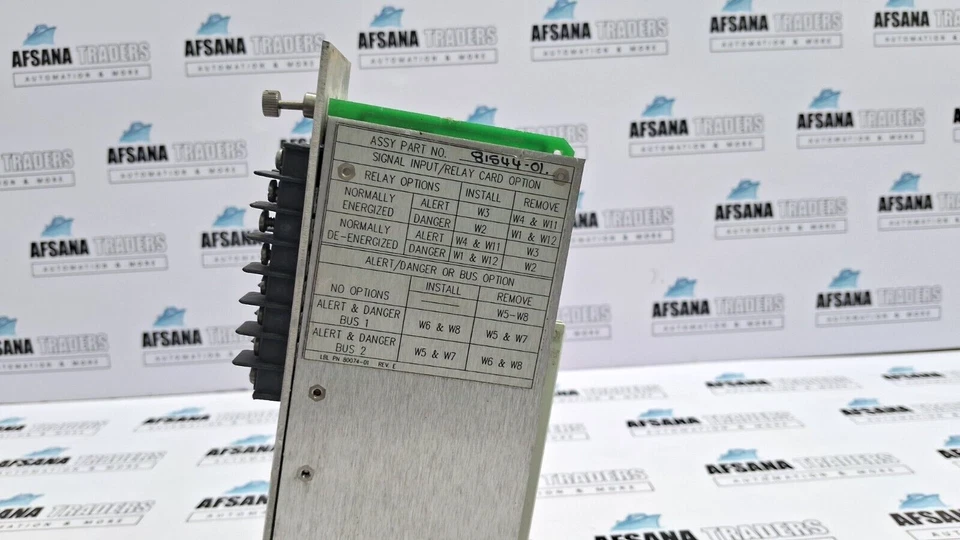 ASSY PART NO. 81544-01
SIGNAL INPUT/RELAY CARD OPTION
RELAY OPTIONS INSTALL REMOVE
NORMALLY ENERGIZED ALERT W3 W4 & W11
DANGER W2 W1 & W12
NORMALLY DE-ENERGIZED ALERT W4 & W11 W3
DANGER W1 & W12 W2
ALERT/DANGER OR BUS OPTION
INSTALL REMOVE
NO OPTIONS —— W5-W8
ALERT & DANGER BUS 1 W6 & W8 W5 & W7
ALERT & DANGER BUS 2 W5 & W7 W6 & W8
LBL PN 80074-01 REV E
AFSANA TRADERS
AUTOMATION & MORE